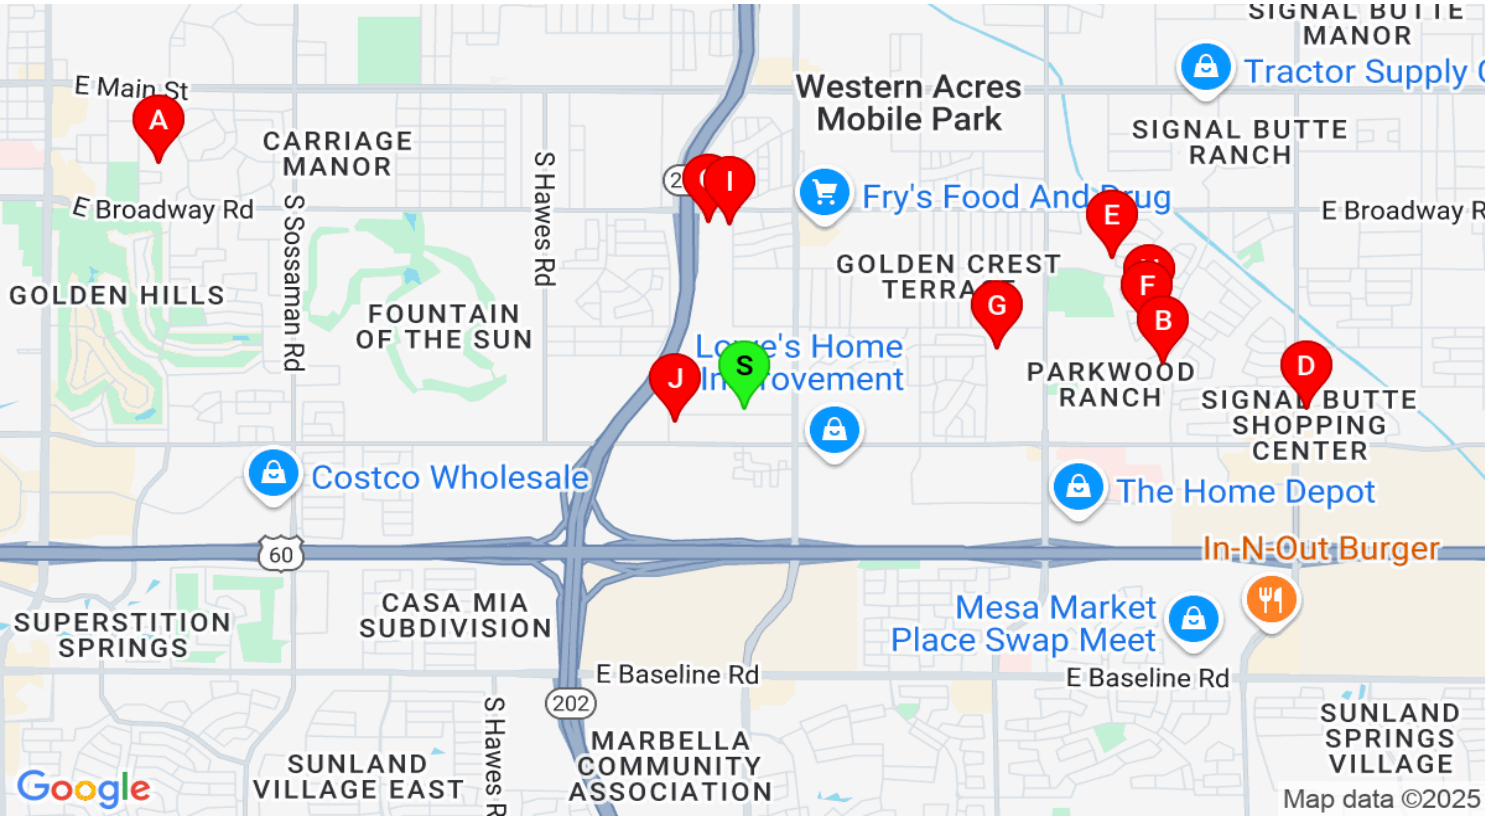 SIGNAL BUTTE
MANOR
Tractor Supply
E Main St
A
Western Acres
Mobile Park
CARRIAGE
MANOR
SIGNAL BUTTE
RANCH
S Hawes Rd
I
Fry's Food And Drug
E Broadway Rd
E Broadway R
S Sossaman Rd
E
GOLDEN CREST
TERRA
GOLDEN HILLS
FOUNTAIN
OF THE SUN
F
G
B
Lowe's Home
Improvement
S
J
D
PARKWOOD
RANCH
SIGNAL BUTTE
SHOPPING
CENTER
Costco Wholesale
The Home Depot
60
In-N-Out Burger
CASA MIA
SUBDIVISION
Mesa Market
Place Swap Meet
SUPERSTITION
SPRINGS
E Baseline Rd
E Baseline Rd
202
S Hawes R
SUNLAND
SPRINGS
VILLAGE
MARBELLA
COMMUNITY
ASSOCIATION
SUNLAND
VILLAGE EAST
Google
Map data ©2025